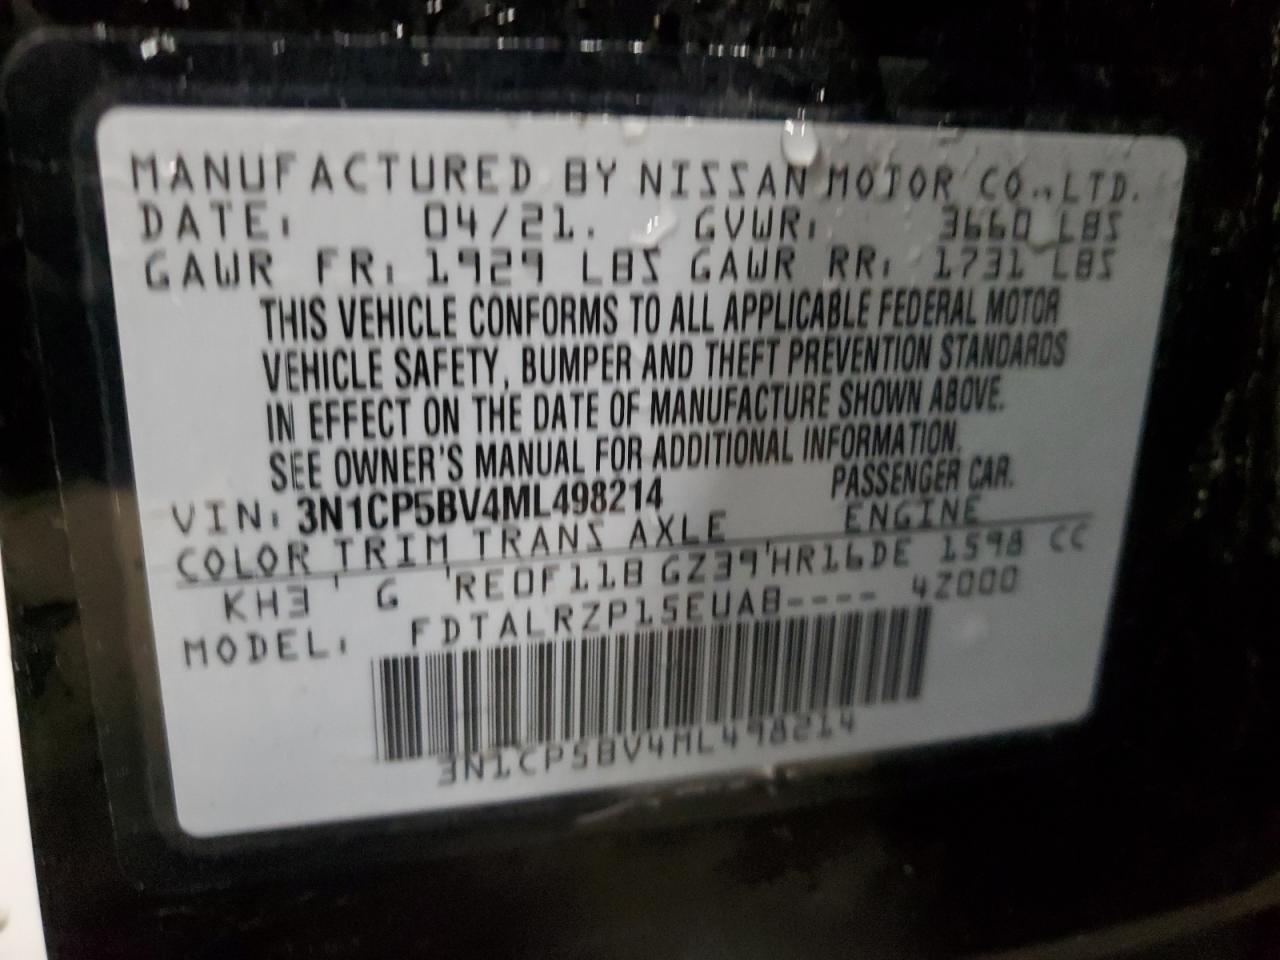 MANUFACTURED BY NISSAN MOTOR CO.,LTD.
DATE: 04/21. GVWR: 3660 LBS
GAWR FR: 1929 LBS GAWR RR: 1731 LBS
THIS VEHICLE CONFORMS TO ALL APPLICABLE FEDERAL MOTOR
VEHICLE SAFETY, BUMPER AND THEFT PREVENTION STANDARDS
IN EFFECT ON THE DATE OF MANUFACTURE SHOWN ABOVE.
SEE OWNER'S MANUAL FOR ADDITIONAL INFORMATION.
VIN: 3N1CP5BV4ML498214 PASSENGER CAR.
COLOR TRIM TRANS AXLE ENGINE
KH3 ' G 'RE0F11B GZ39'HR16DE 1598 CC
MODEL: FDTALRZP15EUAB---- 4Z000
3N1CP5BV4ML498214